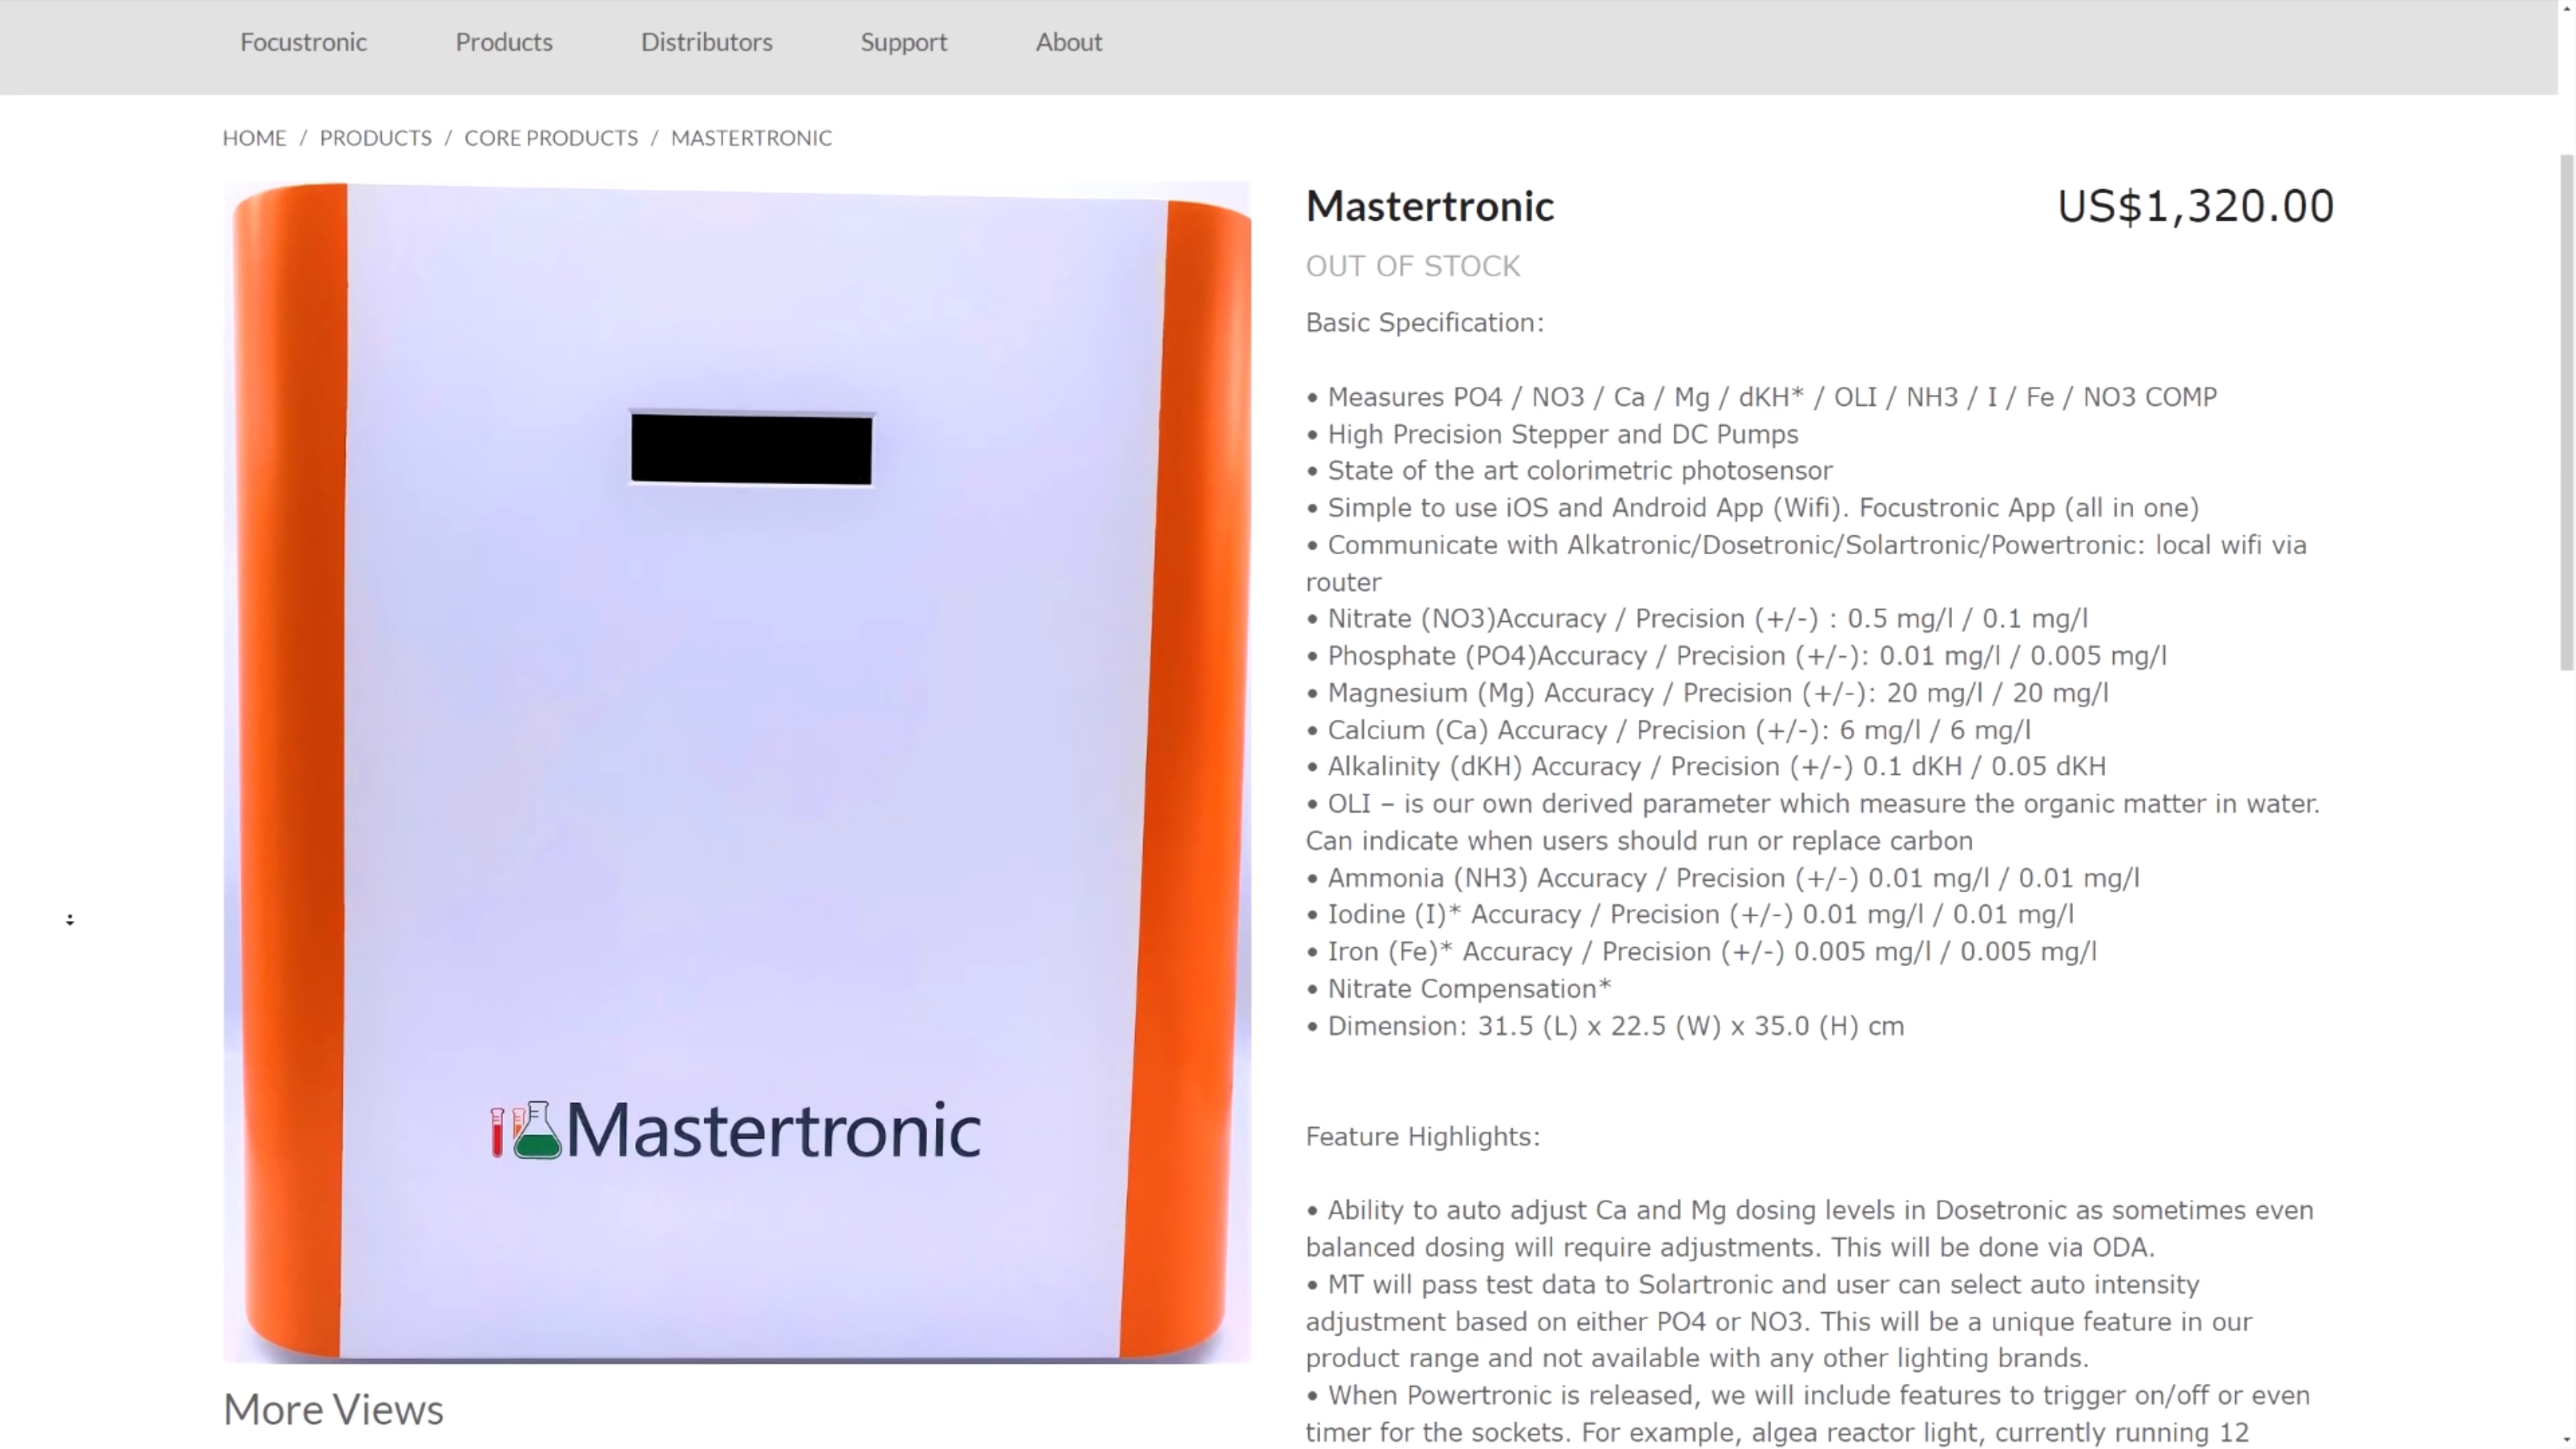 Focustronic Products Distributors Support About
HOME / PRODUCTS / CORE PRODUCTS / MASTERTRONIC
Mastertronic
US$1,320.00
OUT OF STOCK
Basic Specification:
• Measures PO4 / NO3 / Ca / Mg / dKH* / OLI / NH3 / I / Fe / NO3 COMP
• High Precision Stepper and DC Pumps
• State of the art colorimetric photosensor
• Simple to use iOS and Android App (Wifi). Focustronic App (all in one)
• Communicate with Alkatronic/Dosetronic/Solartronic/Powertronic: local wifi via
router
• Nitrate (NO3)Accuracy / Precision (+/-) : 0.5 mg/l / 0.1 mg/l
• Phosphate (PO4)Accuracy / Precision (+/-): 0.01 mg/l / 0.005 mg/l
• Magnesium (Mg) Accuracy / Precision (+/-): 20 mg/l / 20 mg/l
• Calcium (Ca) Accuracy / Precision (+/-): 6 mg/l / 6 mg/l
• Alkalinity (dKH) Accuracy / Precision (+/-) 0.1 dKH / 0.05 dKH
• OLI – is our own derived parameter which measure the organic matter in water.
Can indicate when users should run or replace carbon
• Ammonia (NH3) Accuracy / Precision (+/-) 0.01 mg/l / 0.01 mg/l
• Iodine (I)* Accuracy / Precision (+/-) 0.01 mg/l / 0.01 mg/l
• Iron (Fe)* Accuracy / Precision (+/-) 0.005 mg/l / 0.005 mg/l
• Nitrate Compensation*
• Dimension: 31.5 (L) x 22.5 (W) x 35.0 (H) cm
Feature Highlights:
• Ability to auto adjust Ca and Mg dosing levels in Dosetronic as sometimes even
balanced dosing will require adjustments. This will be done via ODA.
• MT will pass test data to Solartronic and user can select auto intensity
adjustment based on either PO4 or NO3. This will be a unique feature in our
product range and not available with any other lighting brands.
• When Powertronic is released, we will include features to trigger on/off or even
timer for the sockets. For example, algea reactor light, currently running 12
Mastertronic
More Views